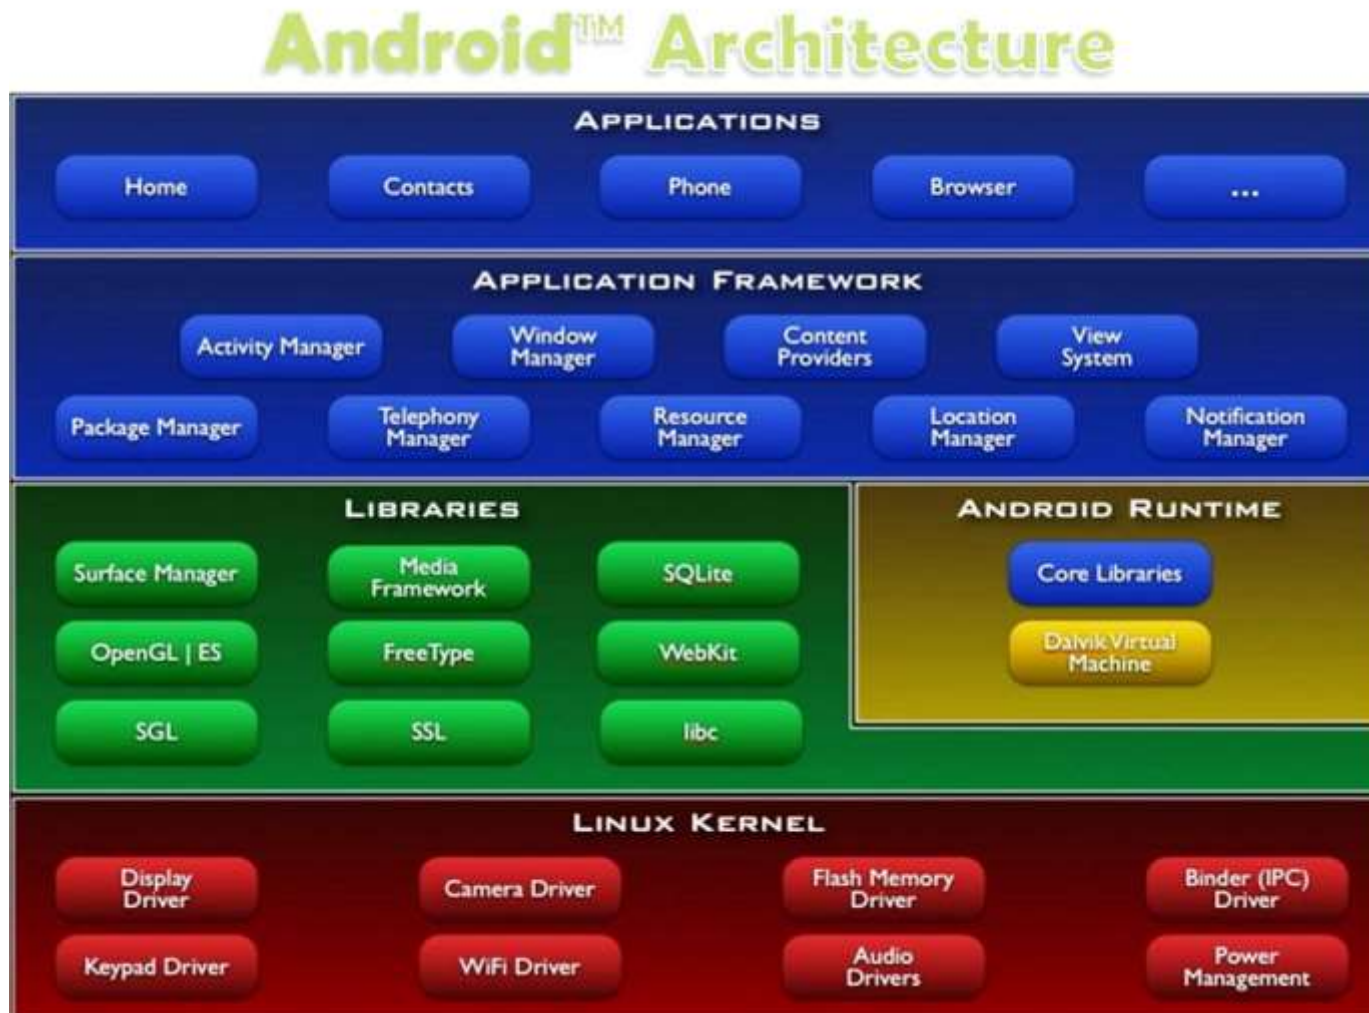 Android™ Architecture
APPLICATIONS
Home
Contacts
Phone
Browser
...
APPLICATION FRAMEWORK
Activity Manager
Window
Manager
Content
Providers
View
System
Package Manager
Telephony
Manager
Resource
Manager
Location
Manager
Notification
Manager
LIBRARIES
Surface Manager
Media
Framework
SQLite
OpenGL | ES
FreeType
WebKit
SGL
SSL
libc
ANDROID RUNTIME
Core Libraries
Dalvik Virtual
Machine
LINUX KERNEL
Display
Driver
Camera Driver
Flash Memory
Driver
Binder (IPC)
Driver
Keypad Driver
WiFi Driver
Audio
Drivers
Power
Management